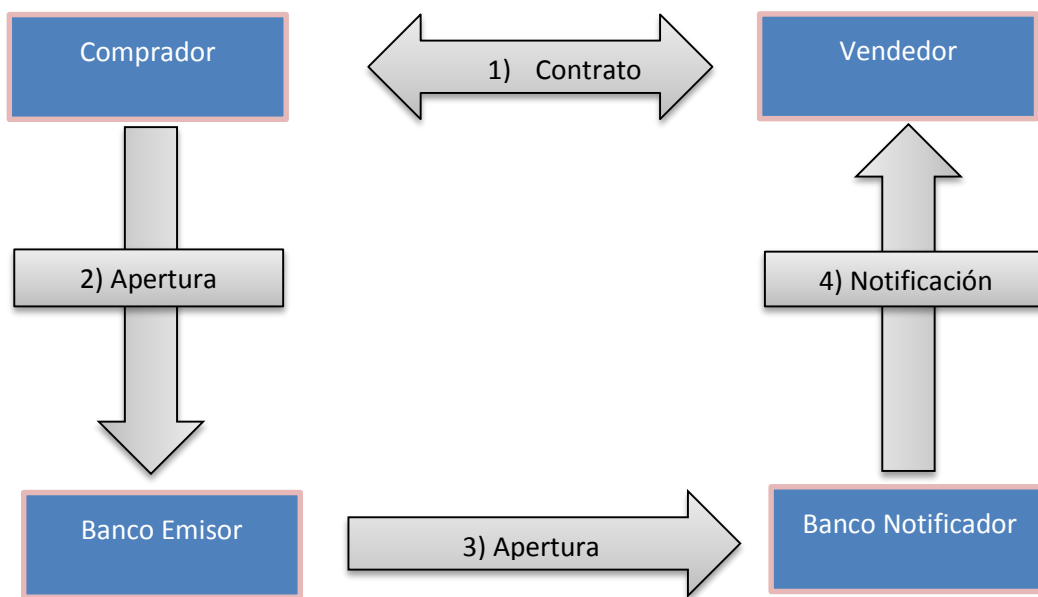 Comprador
1) Contrato
Vendedor
2) Apertura
4) Notificación
Banco Emisor
3) Apertura
Banco Notificador